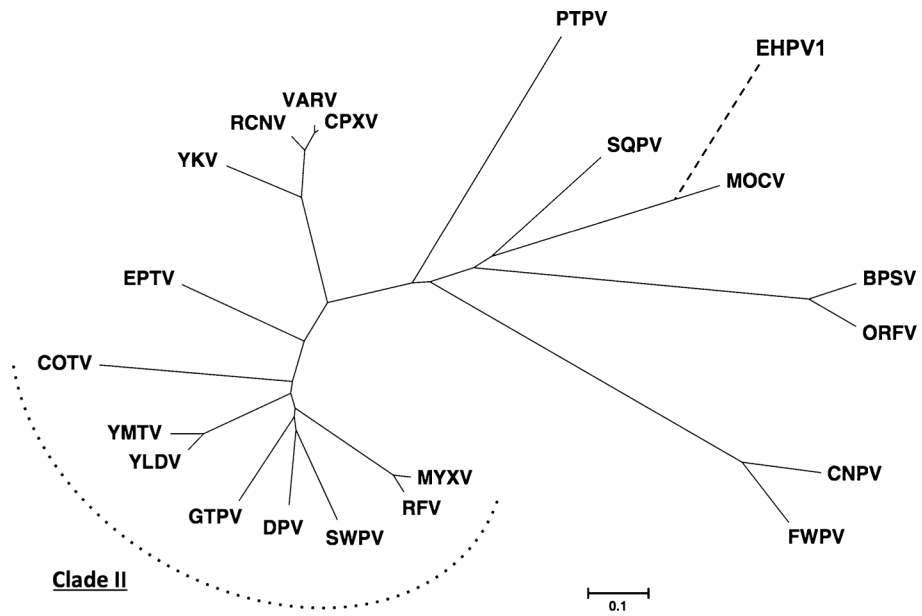 PTPV
EHPV1
VARV
RCNV
CPXV
YKV
SQPV
MOCV
EPTV
BPSV
ORFV
COTV
YMTV
YLDV
MYXV
CNPV
RFV
GTPV
DPV
SWPV
FWPV
Clade II
0.1